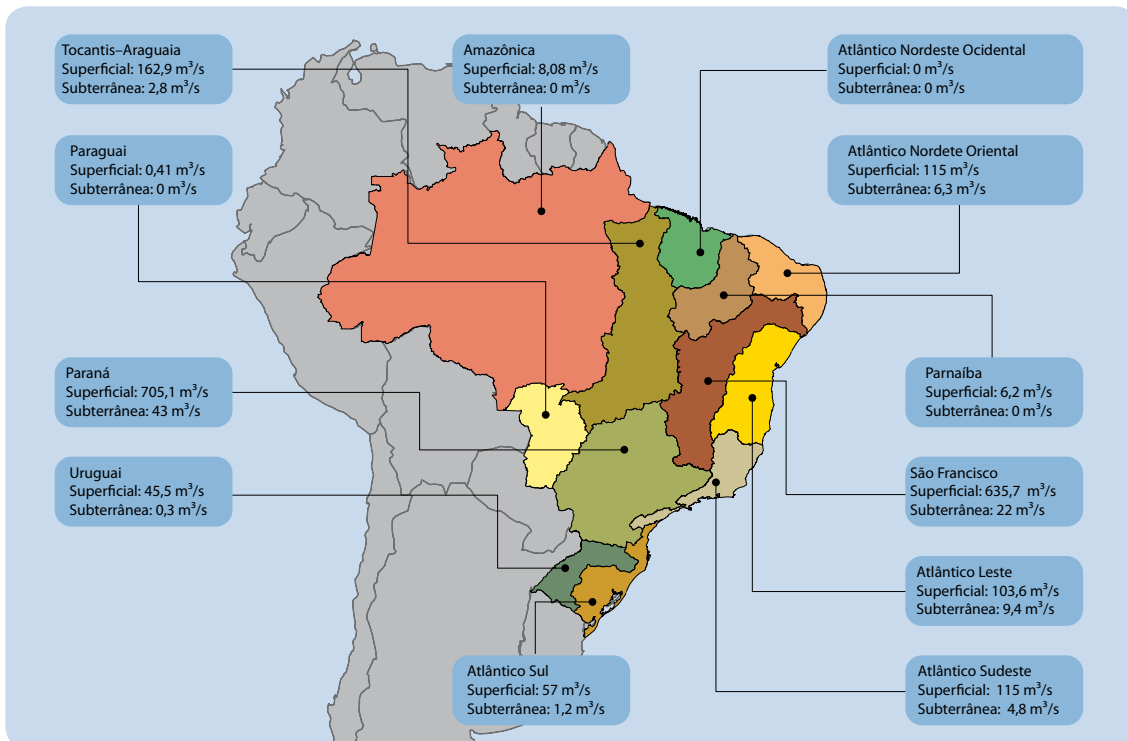 Tocantis–Araguaia
Superficial: 162,9 m³/s
Subterrânea: 2,8 m³/s
Amazônica
Superficial: 8,08 m³/s
Subterrânea: 0 m³/s
Atlântico Nordeste Ocidental
Superficial: 0 m³/s
Subterrânea: 0 m³/s
Paraguai
Superficial: 0,41 m³/s
Subterrânea: 0 m³/s
Atlântico Nordete Oriental
Superficial: 115 m³/s
Subterrânea: 6,3 m³/s
Paraná
Superficial: 705,1 m³/s
Subterrânea: 43 m³/s
Parnaíba
Superficial: 6,2 m³/s
Subterrânea: 0 m³/s
Uruguai
Superficial: 45,5 m³/s
Subterrânea: 0,3 m³/s
São Francisco
Superficial: 635,7 m³/s
Subterrânea: 22 m³/s
Atlântico Leste
Superficial: 103,6 m³/s
Subterrânea: 9,4 m³/s
Atlântico Sul
Superficial: 57 m³/s
Subterrânea: 1,2 m³/s
Atlântico Sudeste
Superficial: 115 m³/s
Subterrânea: 4,8 m³/s